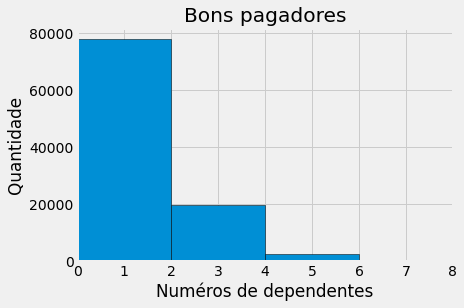 Bons pagadores
80000
60000
40000
20000
0
0 1 2 3 4 5 6 7 8
Quantidade
Numéros de dependentes